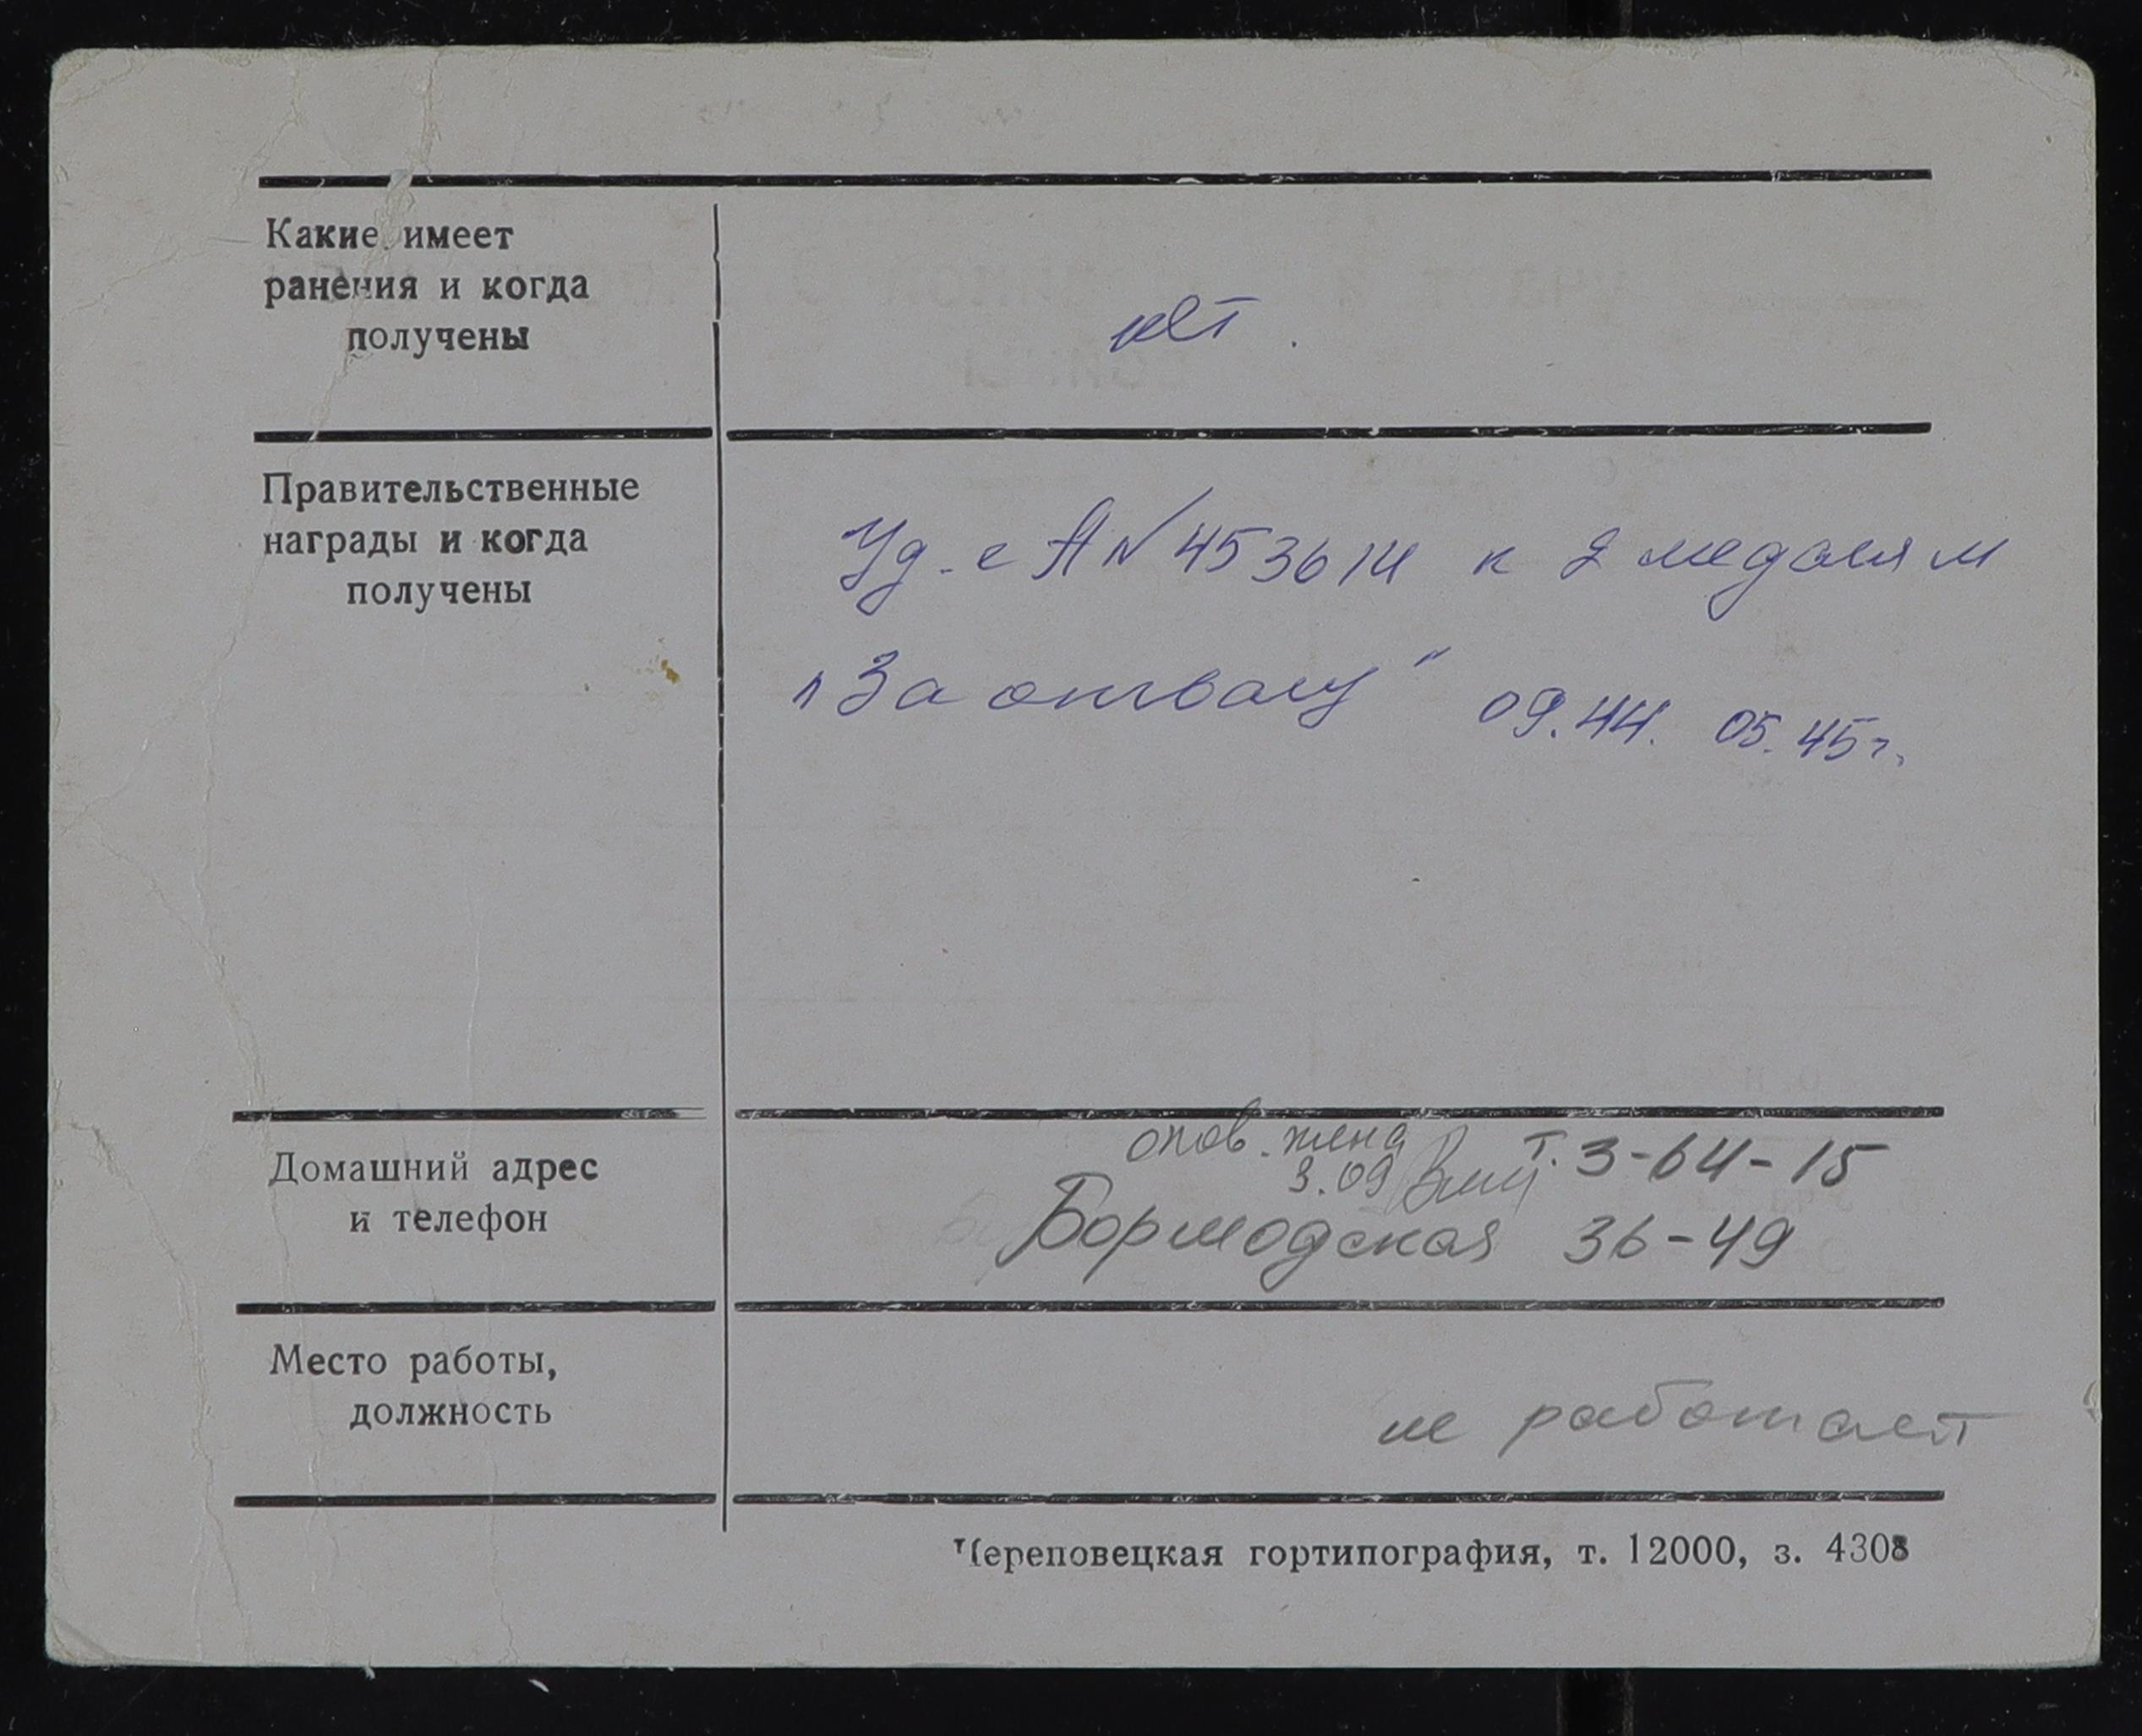 Какие имеет
ранения и когда
получены
нет.
Правительственные
награды и когда
получены
Уд-е А № 453614 к 2 медалям
"За отвагу" 09.44. 05.45г.
Домашний адрес
и телефон
опов. жена
3.09
т. 3-64-15
Бормодская 36-49
Место работы,
должность
не работает
Череповецкая гортипография, т. 12000, з. 4308